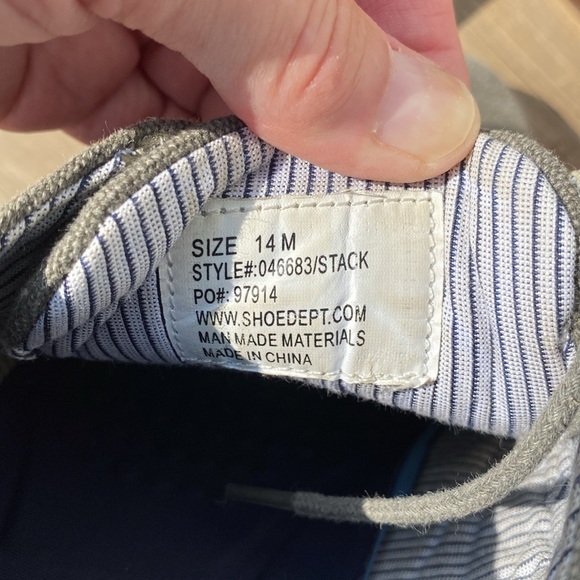 SIZE 14 M
STYLE#:046683/STACK
PO#: 97914
WWW.SHOEDEPT.COM
MAN MADE MATERIALS
MADE IN CHINA